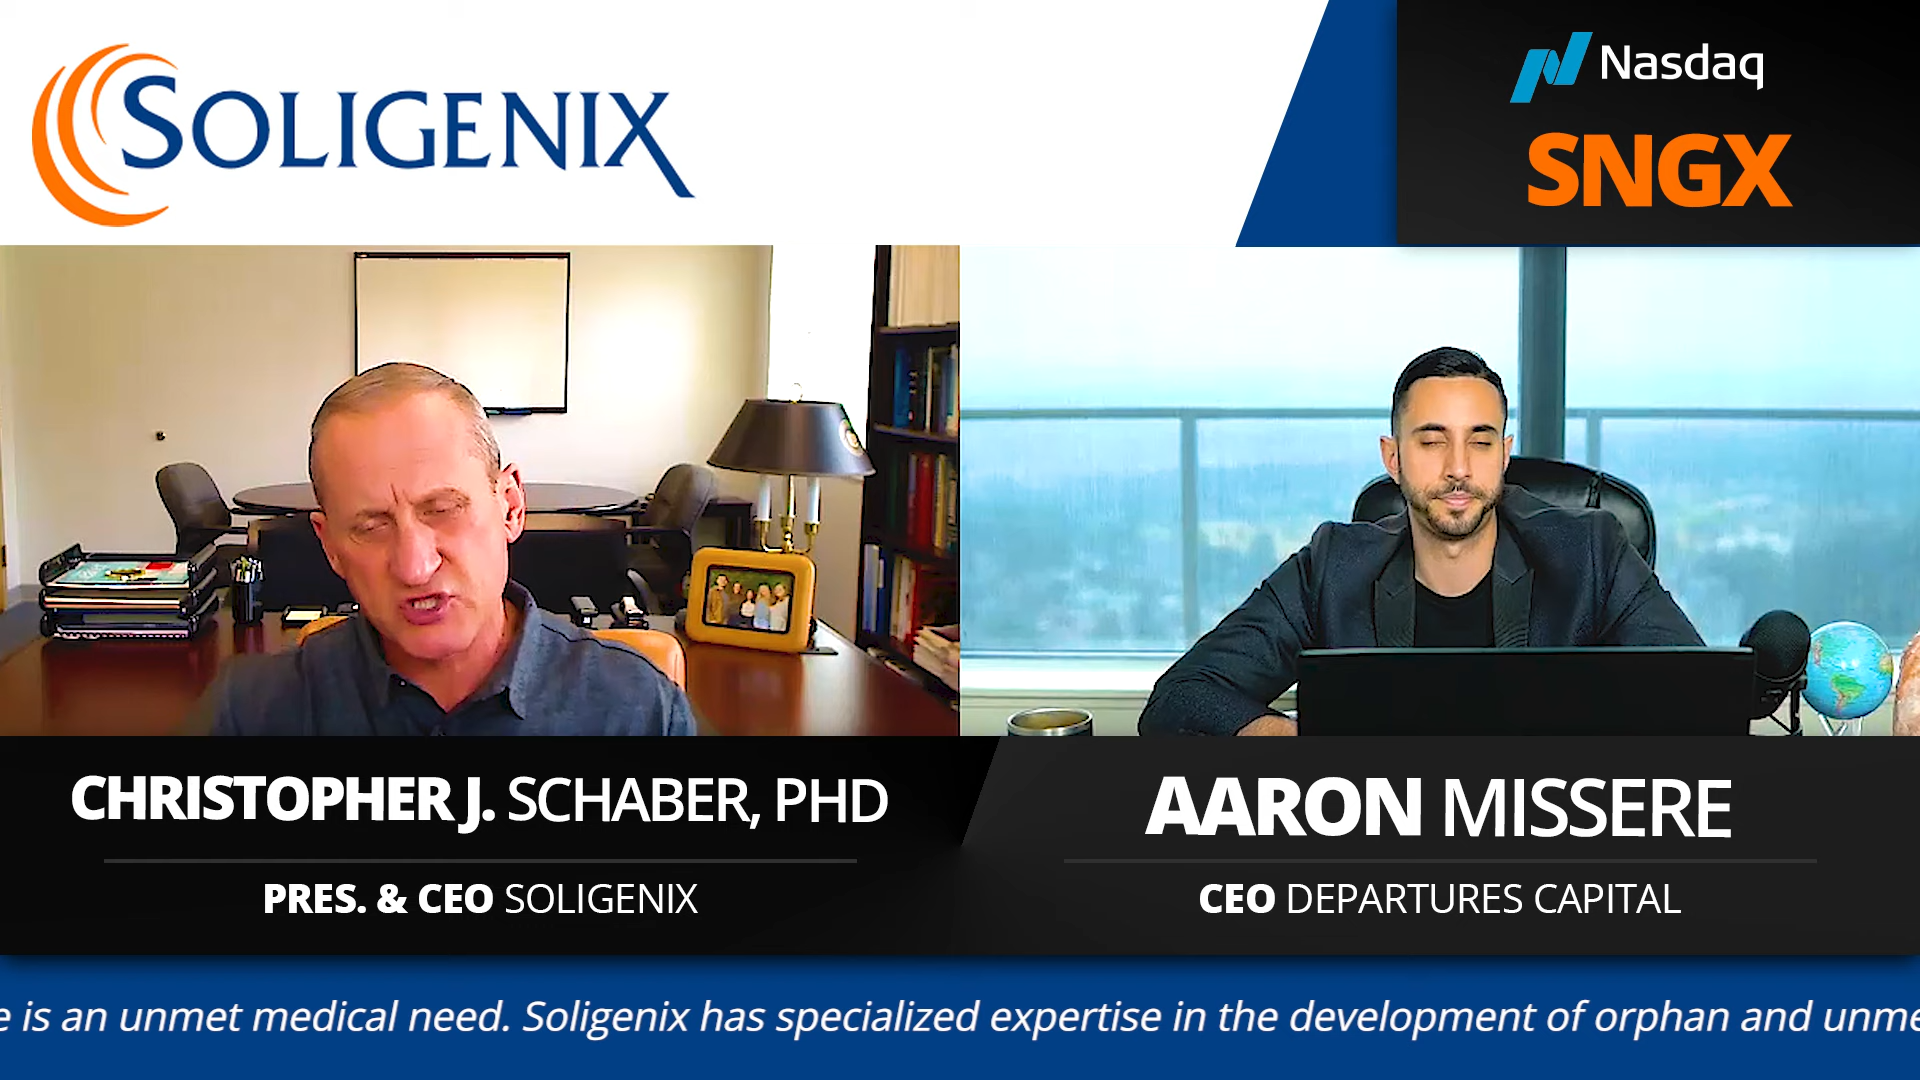 SOLIGENIX
Nasdaq
SNGX
CHRISTOPHER J. SCHABER, PHD
PRES. & CEO SOLIGENIX
AARON MISSERE
CEO DEPARTURES CAPITAL
e is an unmet medical need. Soligenix has specialized expertise in the development of orphan and unme